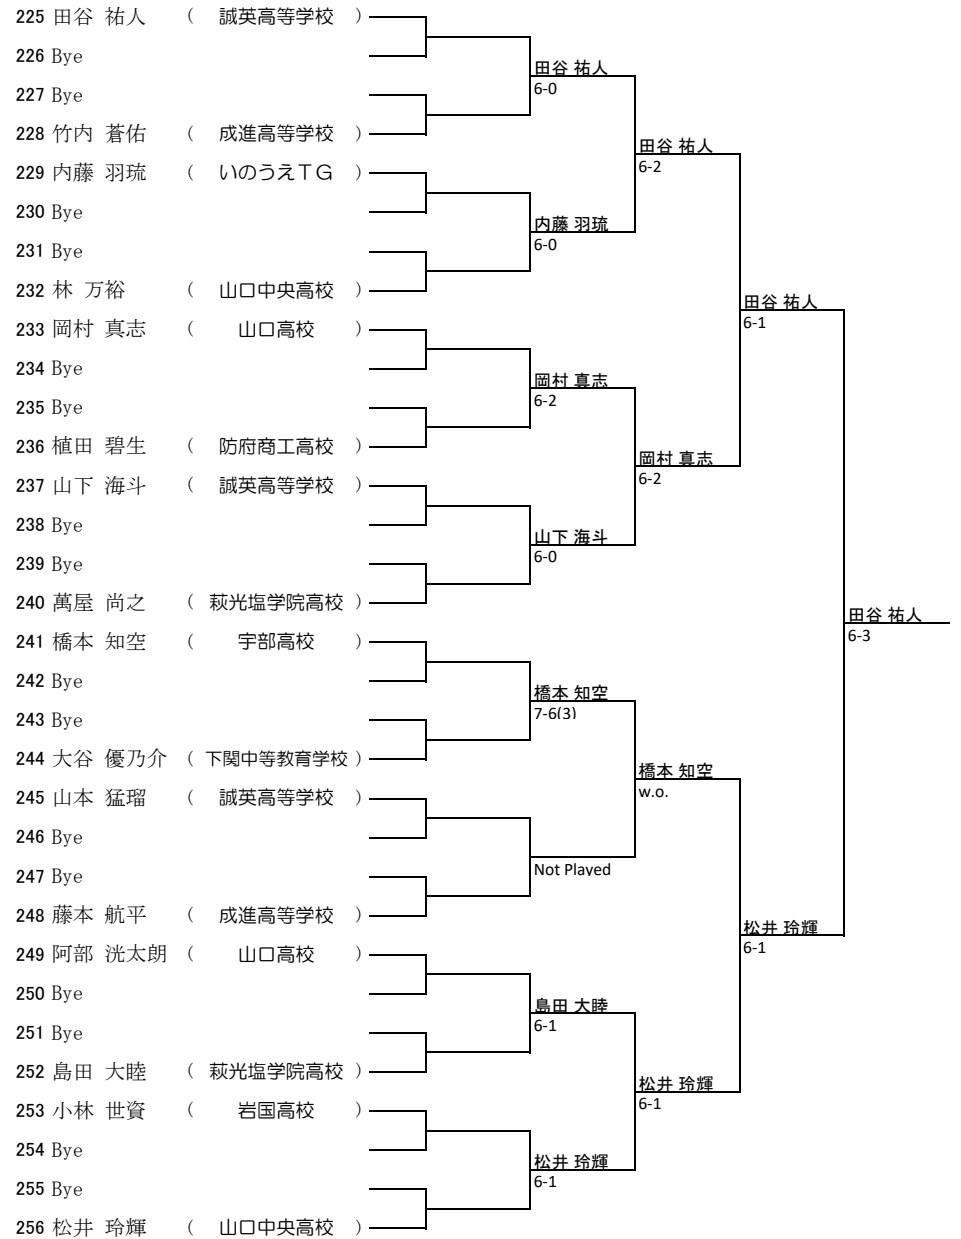 225 田谷 祐人 ( 誠英高等学校 )
226 Bye
田谷 祐人
6-0
227 Bye
228 竹内 蒼佑 ( 成進高等学校 )
田谷 祐人
6-2
229 内藤 羽琉 ( いのうえTG )
230 Bye
内藤 羽琉
6-0
231 Bye
232 林 万裕 ( 山口中央高校 )
田谷 祐人
6-1
233 岡村 真志 ( 山口高校 )
234 Bye
岡村 真志
6-2
235 Bye
236 植田 碧生 ( 防府商工高校 )
岡村 真志
6-2
237 山下 海斗 ( 誠英高等学校 )
238 Bye
山下 海斗
6-0
239 Bye
240 萬屋 尚之 ( 萩光塩学院高校 )
田谷 祐人
6-3
241 橋本 知空 ( 宇部高校 )
242 Bye
橋本 知空
7-6(3)
243 Bye
244 大谷 優乃介 ( 下関中等教育学校 )
橋本 知空
w.o.
245 山本 猛瑠 ( 誠英高等学校 )
246 Bye
Not Played
247 Bye
248 藤本 航平 ( 成進高等学校 )
松井 玲輝
6-1
249 阿部 洸太朗 ( 山口高校 )
250 Bye
島田 大睦
6-1
251 Bye
252 島田 大睦 ( 萩光塩学院高校 )
松井 玲輝
6-1
253 小林 世資 ( 岩国高校 )
254 Bye
松井 玲輝
6-1
255 Bye
256 松井 玲輝 ( 山口中央高校 )